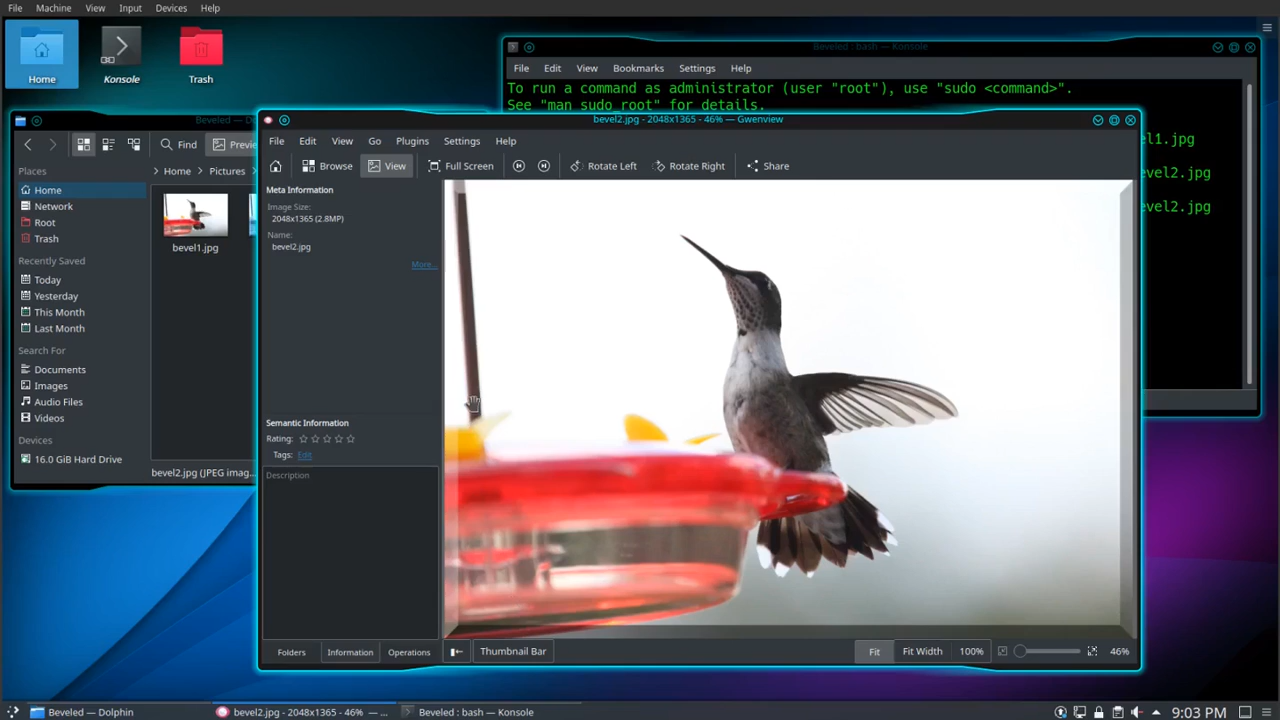 File Machine View Input Devices Help
Home
Konsole
Trash
Beveled : bash — Konsole
File Edit View Bookmarks Settings Help
To run a command as administrator (user "root"), use "sudo <command>".
See "man sudo_root" for details.
Beveled — Dol
Find
Previ
Places
Home
Network
Root
Trash
Recently Saved
Today
Yesterday
This Month
Last Month
Search For
Documents
Images
Audio Files
Videos
Devices
16.0 GiB Hard Drive
Home
Pictures
bevel1.jpg
bevel2.jpg (JPEG imag...
bevel2.jpg - 2048x1365 - 46% — Gwenview
File Edit View Go Plugins Settings Help
Browse View Full Screen Rotate Left Rotate Right Share
Meta Information
Image Size:
2048x1365 (2.8MP)
Name:
bevel2.jpg
More...
Semantic Information
Rating:
Tags: Edit
Description
Folders Information Operations
Thumbnail Bar
Fit Fit Width 100% 46%
el1.jpg
evel2.jpg
evel2.jpg
Beveled — Dolphin
bevel2.jpg - 2048x1365 - 46% — ...
Beveled : bash — Konsole
9:03 PM